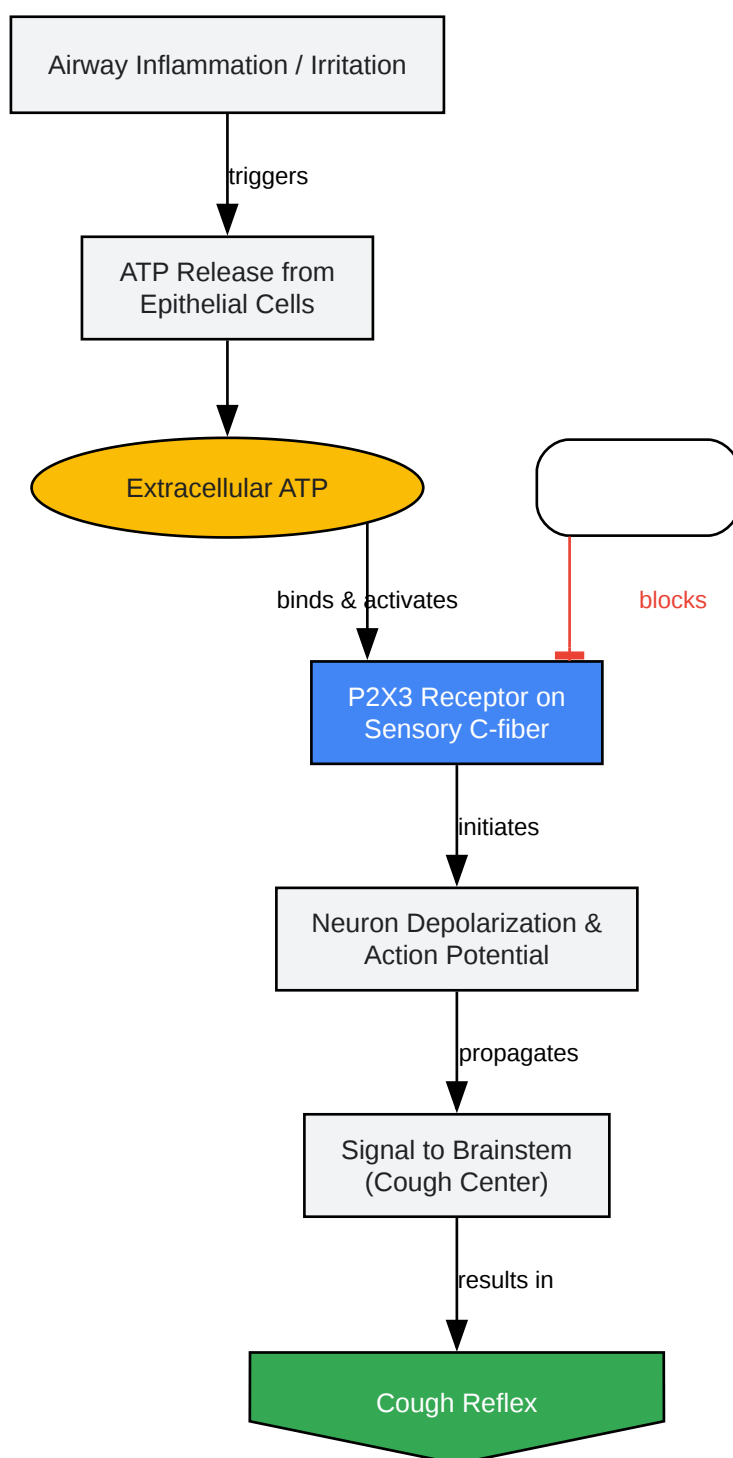 Airway Inflammation / Irritation
triggers
ATP Release from
Epithelial Cells
Extracellular ATP
binds & activates
blocks
P2X3 Receptor on
Sensory C-fiber
initiates
Neuron Depolarization &
Action Potential
propagates
Signal to Brainstem
(Cough Center)
results in
Cough Reflex